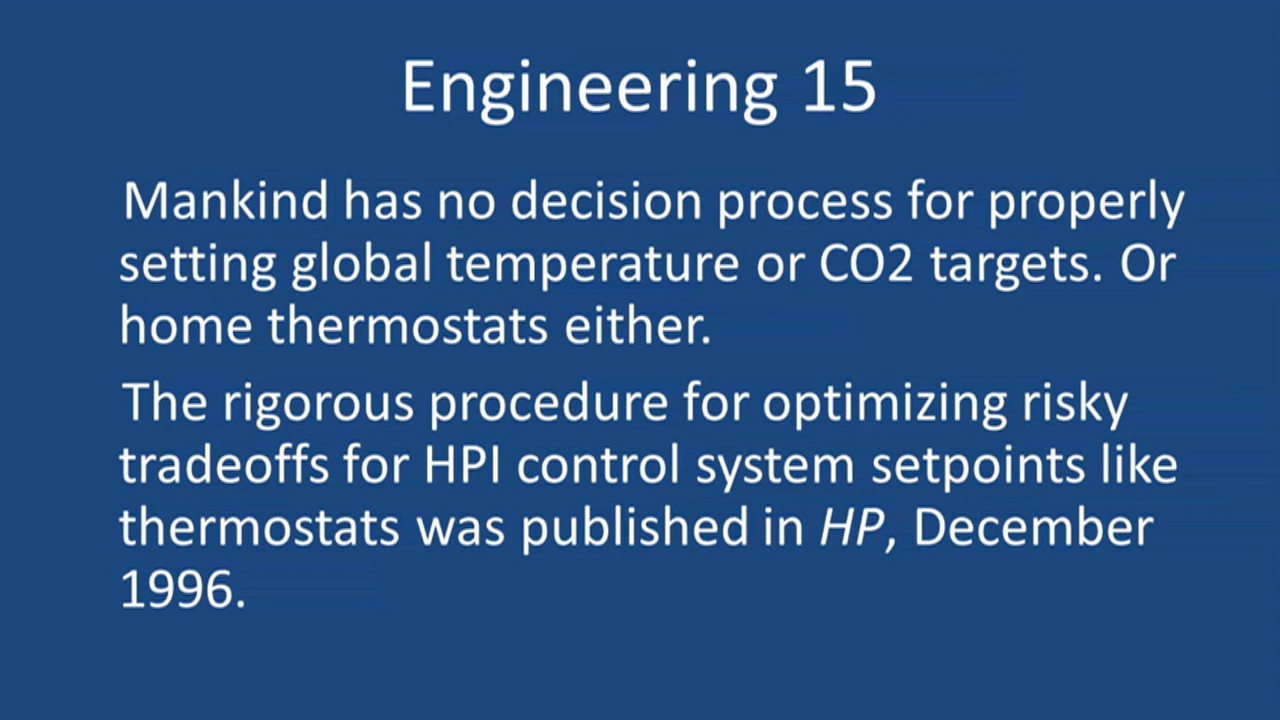 Engineering 15
Mankind has no decision process for properly
setting global temperature or CO2 targets. Or
home thermostats either.
The rigorous procedure for optimizing risky
tradeoffs for HPI control system setpoints like
thermostats was published in HP, December
1996.